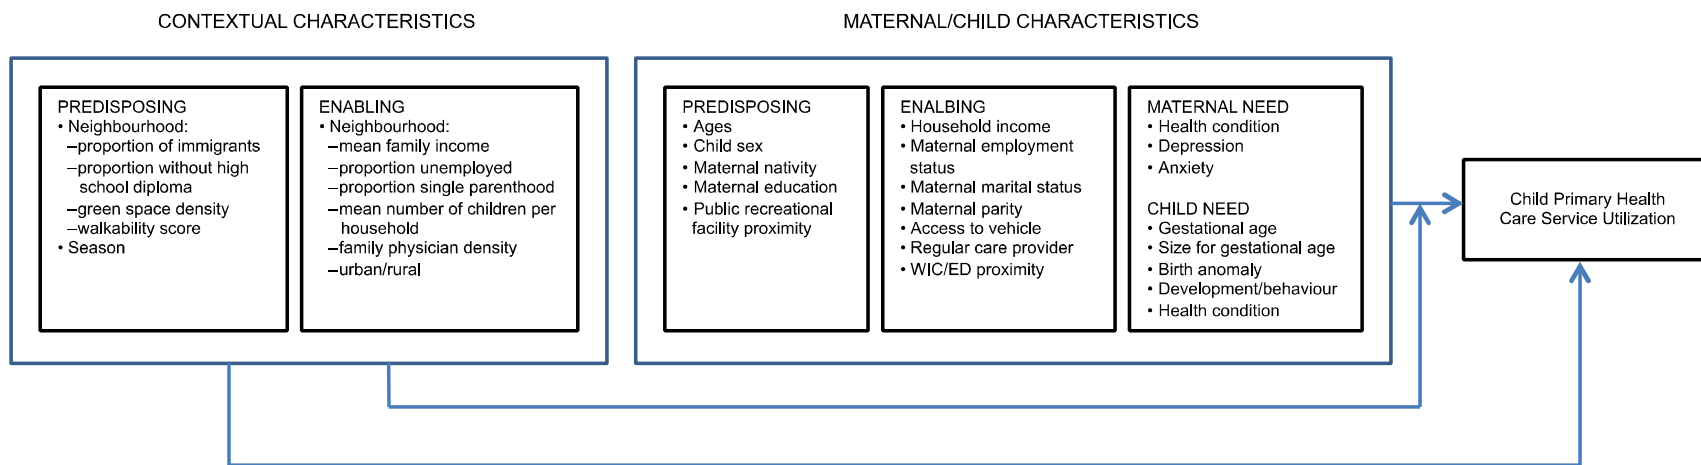 CONTEXTUAL CHARACTERISTICS
MATERNAL/CHILD CHARACTERISTICS
PREDISPOSING
• Neighbourhood:
–proportion of immigrants
–proportion without high
school diploma
–green space density
–walkability score
• Season
ENABLING
• Neighbourhood:
–mean family income
–proportion unemployed
–proportion single parenthood
–mean number of children per
household
–family physician density
–urban/rural
PREDISPOSING
• Ages
• Child sex
• Maternal nativity
• Maternal education
• Public recreational
facility proximity
ENALBING
• Household income
• Maternal employment
status
• Maternal marital status
• Maternal parity
• Access to vehicle
• Regular care provider
• WIC/ED proximity
MATERNAL NEED
• Health condition
• Depression
• Anxiety
CHILD NEED
• Gestational age
• Size for gestational age
• Birth anomaly
• Development/behaviour
• Health condition
Child Primary Health
Care Service Utilization